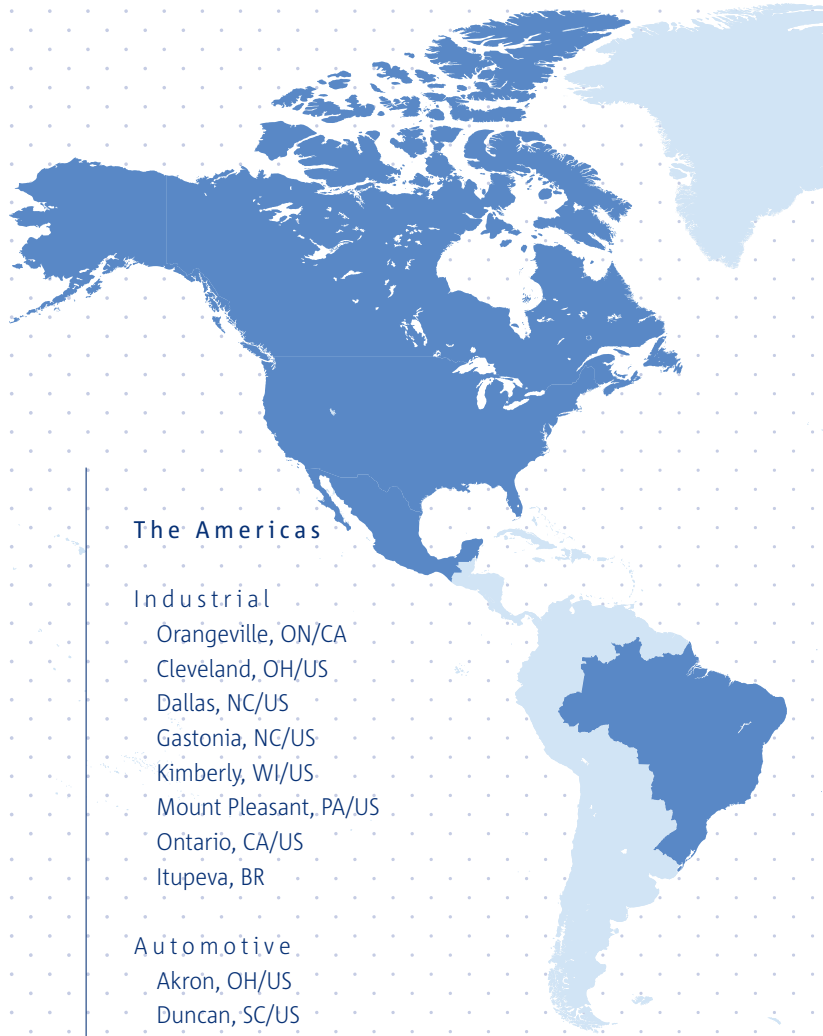 The Americas
Industrial
Orangeville, ON/CA
Cleveland, OH/US
Dallas, NC/US
Gastonia, NC/US
Kimberly, WI/US
Mount Pleasant, PA/US
Ontario, CA/US
Itupeva, BR
Automotive
Akron, OH/US
Duncan, SC/US